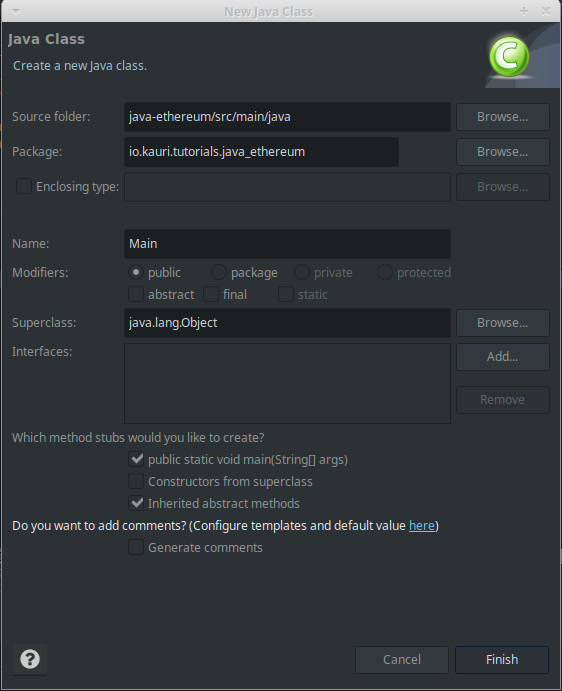 New Java Class
Java Class
Create a new Java class.
Source folder: java-ethereum/src/main/java Browse...
Package: io.kauri.tutorials.java_ethereum Browse...
Enclosing type: Browse...
Name: Main
Modifiers: public package private protected
abstract final static
Superclass: java.lang.Object Browse...
Interfaces: Add...
Remove
Which method stubs would you like to create?
public static void main(String[] args)
Constructors from superclass
Inherited abstract methods
Do you want to add comments? (Configure templates and default value here)
Generate comments
? Cancel Finish